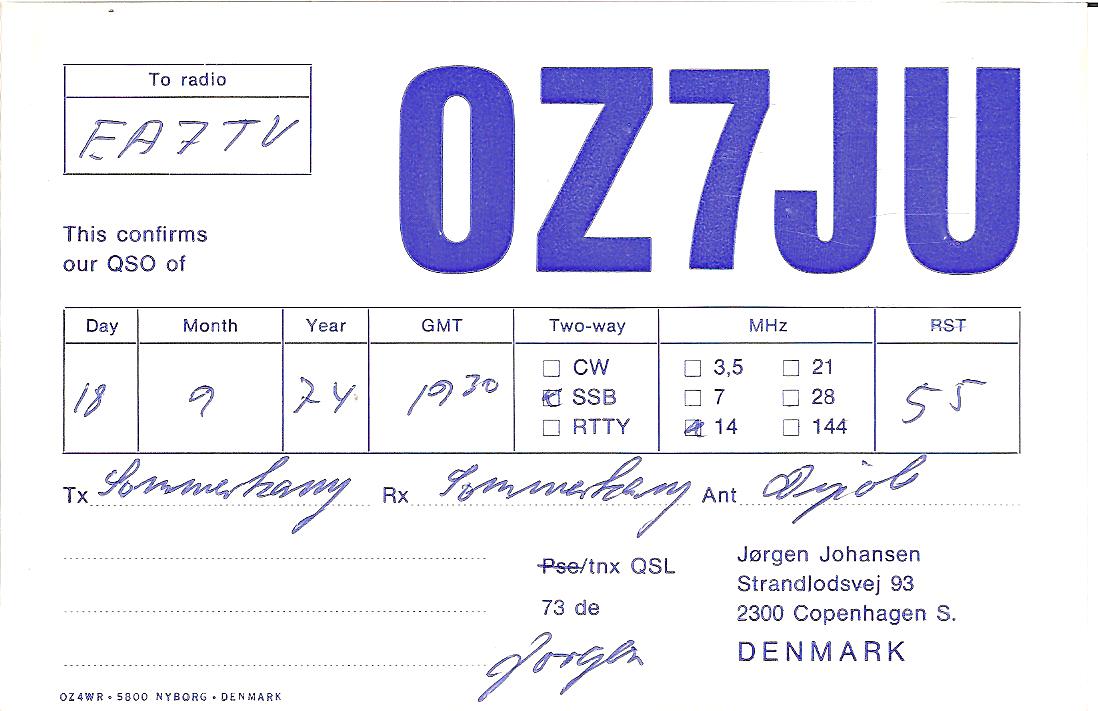 To radio
EA7TV
OZ7JU
This confirms
our QSO of
Day Month Year GMT Two-way MHz RST
18 9 74 1930 55
☐ CW ☐ 3,5 ☐ 21
☒ SSB ☐ 7 ☐ 28
☐ RTTY ☒ 14 ☐ 144
Tx Sommerkamp Rx Sommerkamp Ant Dipöl
Pse/tnx QSL
73 de
Jørgen
Jørgen Johansen
Strandlodsvej 93
2300 Copenhagen S.
DENMARK
OZ4WR • 5800 NYBORG • DENMARK